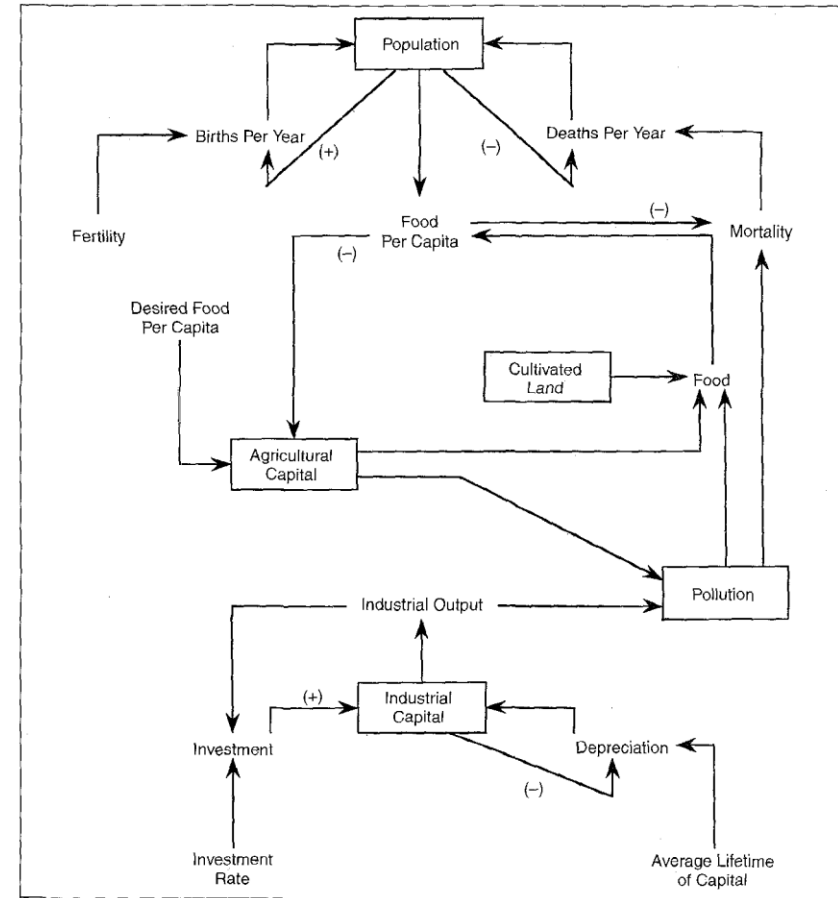 Population
Births Per Year
(+)
(–)
Deaths Per Year
Fertility
Food
Per Capita
(–)
(–)
Mortality
Desired Food
Per Capita
Cultivated
Land
Food
Agricultural
Capital
Pollution
Industrial Output
(+)
Industrial
Capital
Investment
Depreciation
(–)
Investment
Rate
Average Lifetime
of Capital